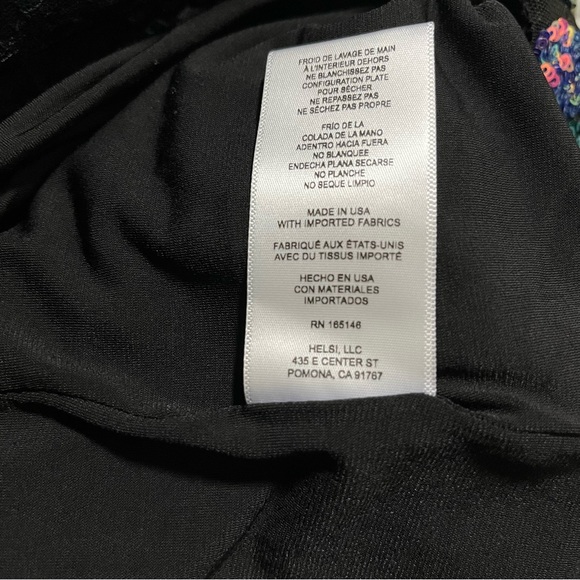 FROID DE LAVAGE DE MAIN
À L'INTERIEUR DEHORS
NE BLANCHISSEZ PAS
CONFIGURATION PLATE
POUR SÈCHER
NE REPASSEZ PAS
NE SÉCHEZ PAS PROPRE
FRÍO DE LA
COLADA DE LA MANO
ADENTRO HACIA FUERA
NO BLANQUEE
ENDECHA PLANA SECARSE
NO PLANCHE
NO SEQUE LIMPIO
MADE IN USA
WITH IMPORTED FABRICS
FABRIQUÉ AUX ÉTATS-UNIS
AVEC DU TISSUS IMPORTÉ
HECHO EN USA
CON MATERIALES
IMPORTADOS
RN 165146
HELSI, LLC
435 E CENTER ST
POMONA, CA 91767